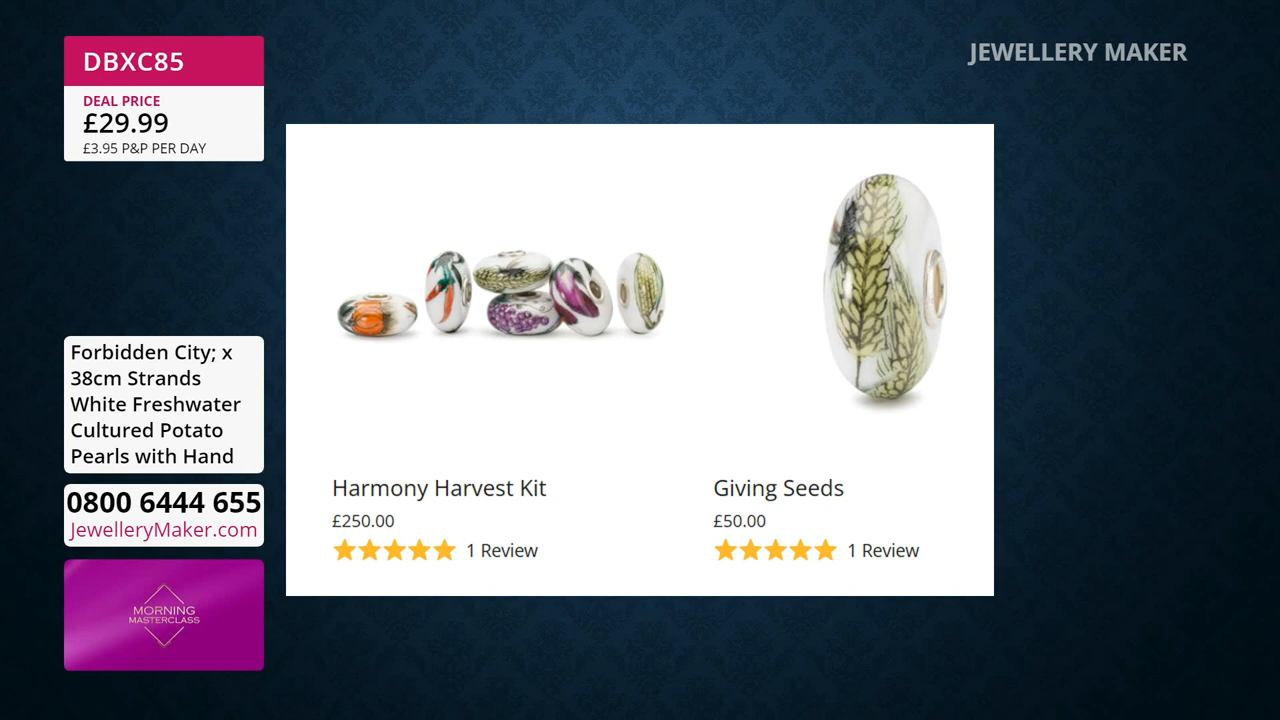 DBXC85
DEAL PRICE
£29.99
£3.95 P&P PER DAY
JEWELLERY MAKER
Forbidden City; x
38cm Strands
White Freshwater
Cultured Potato
Pearls with Hand
0800 6444 655
JewelleryMaker.com
MORNING
MASTERCLASS
Harmony Harvest Kit
£250.00
1 Review
Giving Seeds
£50.00
1 Review